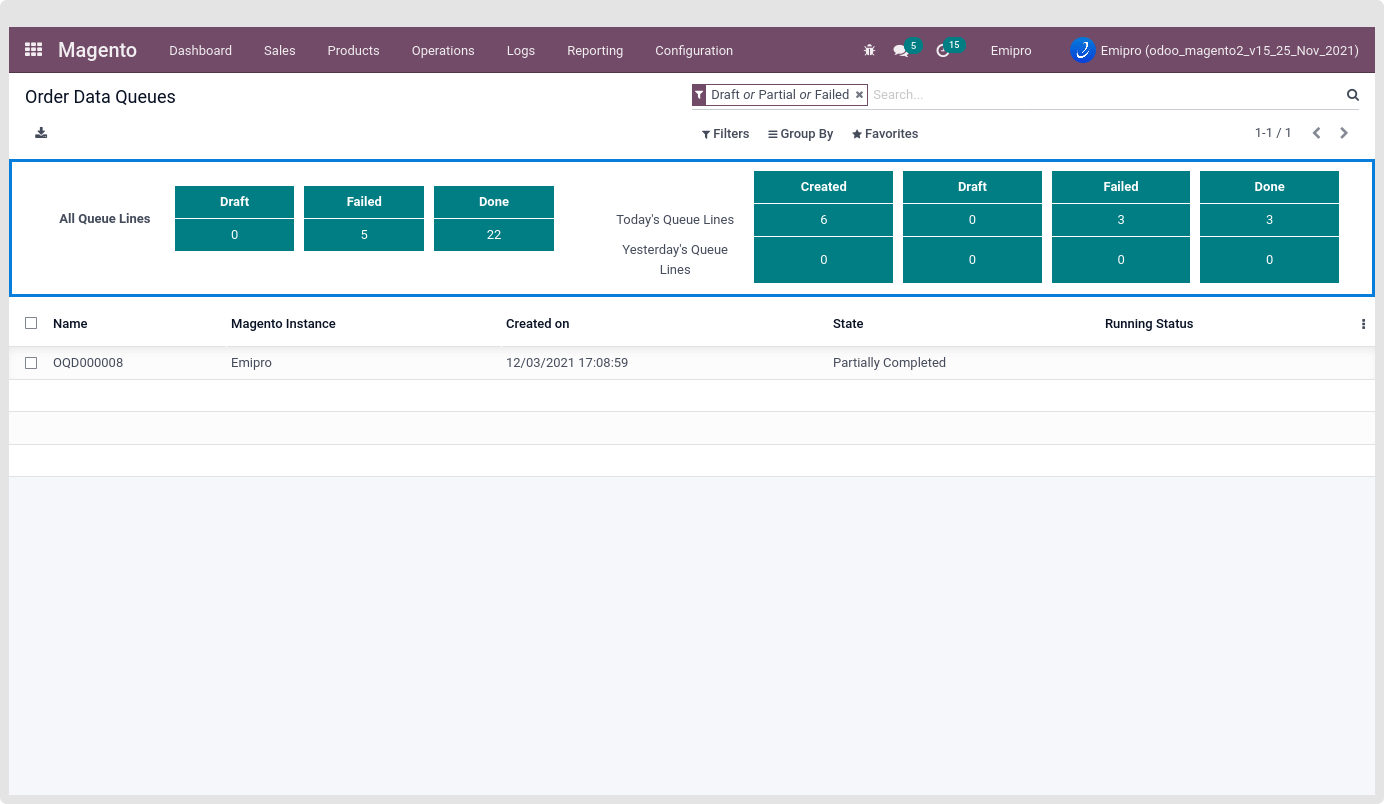 Magento Dashboard Sales Products Operations Logs Reporting Configuration 5 15 Emipro Emipro (odoo_magento2_v15_25_Nov_2021)
Order Data Queues Draft or Partial or Failed Search...
Filters Group By Favorites 1-1 / 1
Created Draft Failed Done
All Queue Lines Draft Failed Done
0 5 22
Today's Queue Lines 6 0 3 3
Yesterday's Queue Lines 0 0 0 0
Name Magento Instance Created on State Running Status
OQD000008 Emipro 12/03/2021 17:08:59 Partially Completed